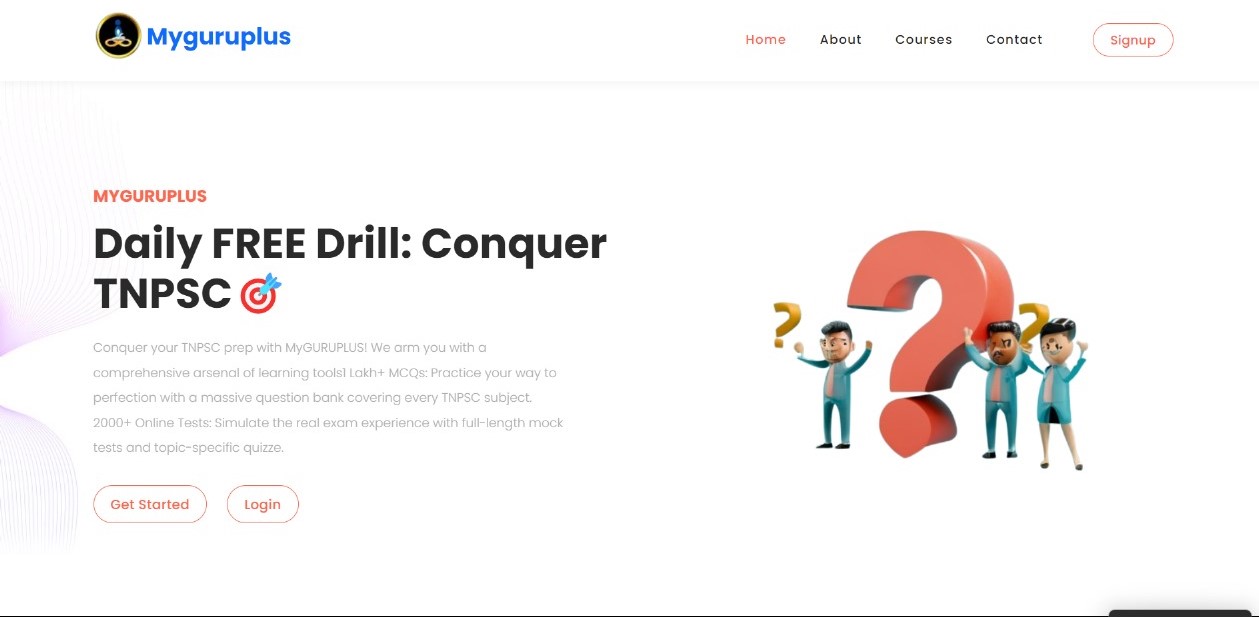 Myguruplus
Home About Courses Contact Signup
MYGURUPLUS
Daily FREE Drill: Conquer
TNPSC
Conquer your TNPSC prep with MyGURUPLUS! We arm you with a
comprehensive arsenal of learning tools1 Lakh+ MCQs: Practice your way to
perfection with a massive question bank covering every TNPSC subject.
2000+ Online Tests: Simulate the real exam experience with full-length mock
tests and topic-specific quizze.
Get Started Login